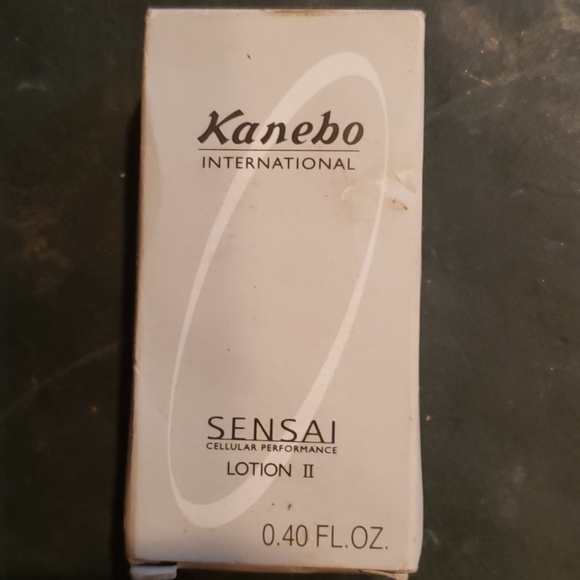 Kanebo
INTERNATIONAL
SENSAI
CELLULAR PERFORMANCE
LOTION II
0.40 FL.OZ.